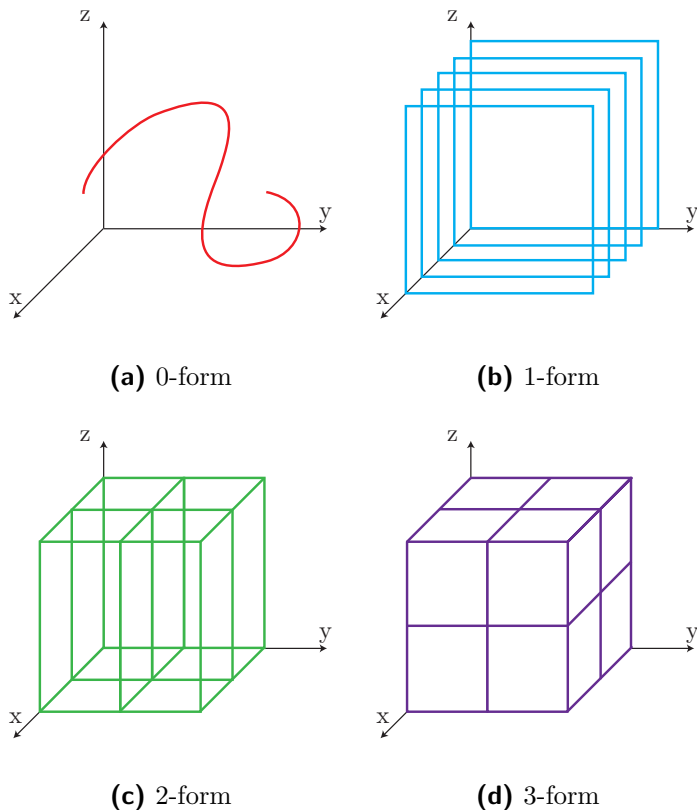 z
y
x
(a) 0-form
z
y
x
(b) 1-form
z
y
x
(c) 2-form
z
y
x
(d) 3-form